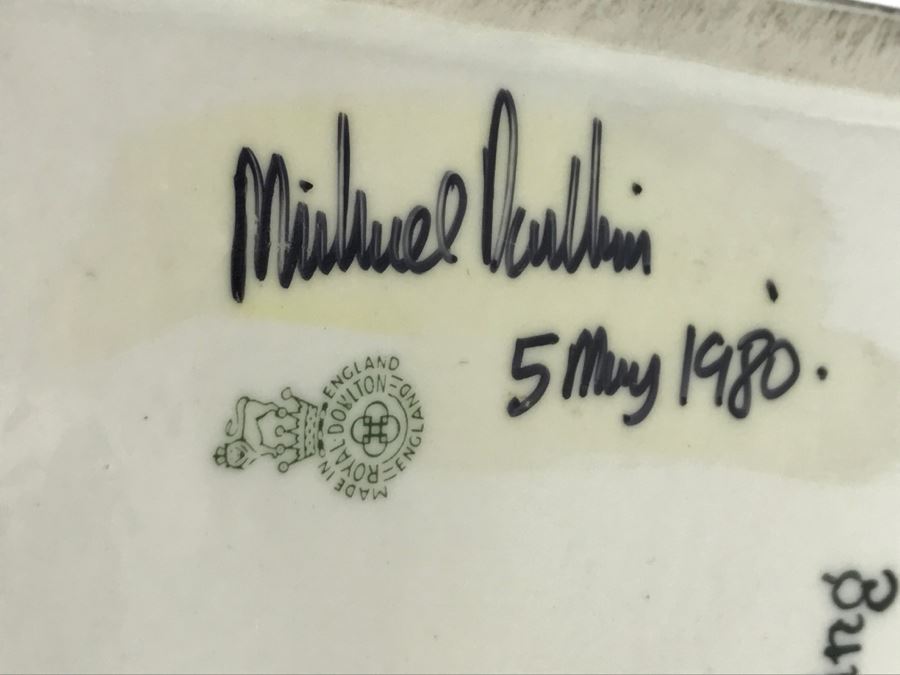 Michael Doulton
5 May 1980.
MADE IN ENGLAND
ROYAL·DOULTON=
ENGLAND=